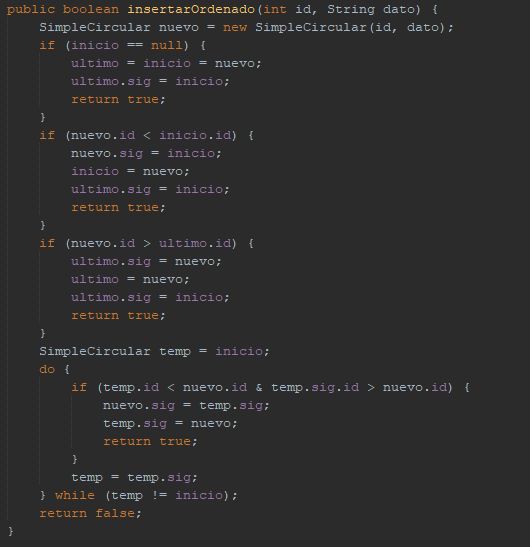 public boolean insertarOrdenado(int id, String dato) {
    SimpleCircular nuevo = new SimpleCircular(id, dato);
    if (inicio == null) {
        ultimo = inicio = nuevo;
        ultimo.sig = inicio;
        return true;
    }
    if (nuevo.id < inicio.id) {
        nuevo.sig = inicio;
        inicio = nuevo;
        ultimo.sig = inicio;
        return true;
    }
    if (nuevo.id > ultimo.id) {
        ultimo.sig = nuevo;
        ultimo = nuevo;
        ultimo.sig = inicio;
        return true;
    }
    SimpleCircular temp = inicio;
    do {
        if (temp.id < nuevo.id & temp.sig.id > nuevo.id) {
            nuevo.sig = temp.sig;
            temp.sig = nuevo;
            return true;
        }
        temp = temp.sig;
    } while (temp != inicio);
    return false;
}